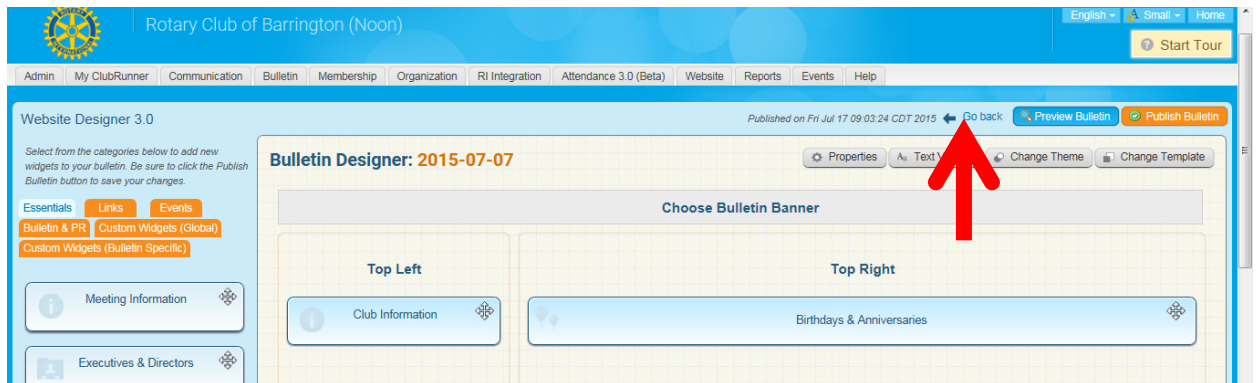 Rotary Club of Barrington (Noon)
English Small Home
Start Tour
Admin My ClubRunner Communication Bulletin Membership Organization RI Integration Attendance 3.0 (Beta) Website Reports Events Help
Website Designer 3.0
Published on Fri Jul 17 09:03:24 CDT 2015 Go back Preview Bulletin Publish Bulletin
Select from the categories below to add new
widgets to your bulletin. Be sure to click the Publish
Bulletin button to save your changes.
Essentials Links Events
Bulletin & PR Custom Widgets (Global)
Custom Widgets (Bulletin Specific)
Meeting Information
Executives & Directors
Bulletin Designer: 2015-07-07
Properties Text Change Theme Change Template
Choose Bulletin Banner
Top Left
Club Information
Top Right
Birthdays & Anniversaries